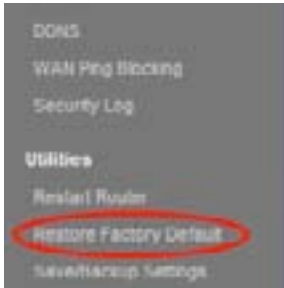 DDNS
WAN Ping Blocking
Security Log
Utilities
Restart Router
Restore Factory Default
Save/Backup Settings